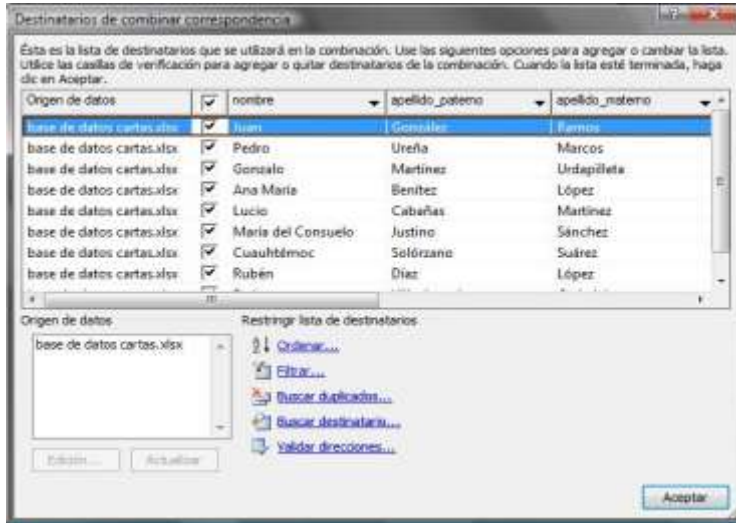 Destinatarios de combinar correspondencia
Ésta es la lista de destinatarios que se utilizará en la combinación. Use las siguientes opciones para agregar o cambiar la lista.
Utilice las casillas de verificación para agregar o quitar destinatarios de la combinación. Cuando la lista esté terminada, haga
clic en Aceptar.
Origen de datos nombre apellido_paterno apellido_materno
base de datos cartas.xlsx Juan González Ramos
base de datos cartas.xlsx Pedro Ureña Marcos
base de datos cartas.xlsx Gonzalo Martínez Urdapilleta
base de datos cartas.xlsx Ana María Benítez López
base de datos cartas.xlsx Lucio Cabañas Martínez
base de datos cartas.xlsx María del Consuelo Justino Sánchez
base de datos cartas.xlsx Cuauhtémoc Solórzano Suárez
base de datos cartas.xlsx Rubén Díaz López
Origen de datos
base de datos cartas.xlsx
Edición... Actualizar
Restringir lista de destinatarios
Ordenar...
Filtrar...
Buscar duplicados...
Buscar destinatario...
Validar direcciones...
Aceptar